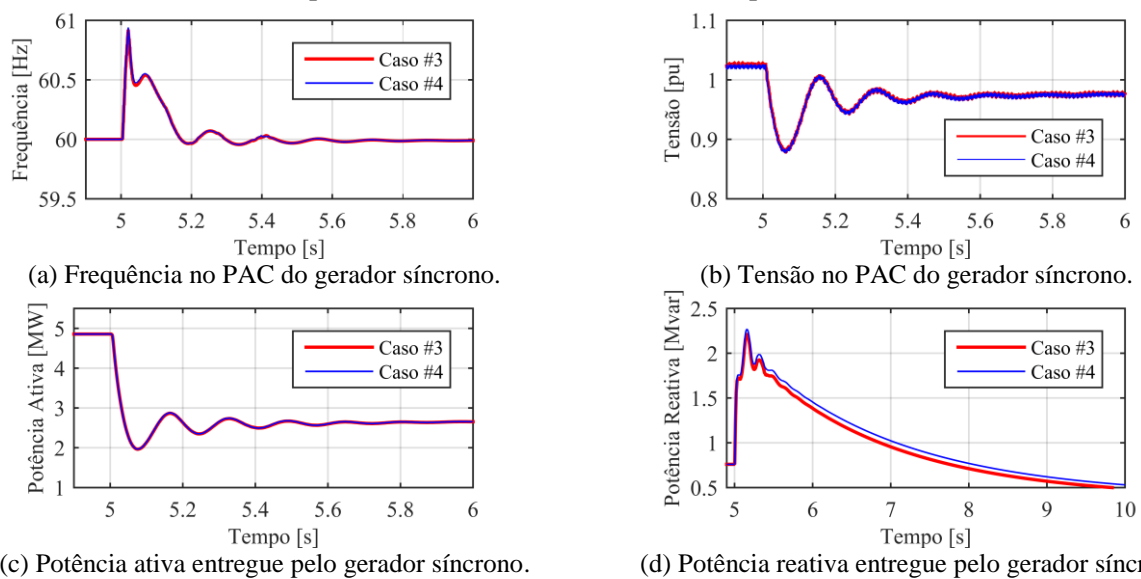 61
60.5
60
59.5
Frequência [Hz]
Caso #3
Caso #4
5
5.2
5.4
5.6
5.8
6
Tempo [s]
(a) Frequência no PAC do gerador síncrono.
1.1
1
0.9
0.8
Tensão [pu]
Caso #3
Caso #4
5
5.2
5.4
5.6
5.8
6
Tempo [s]
(b) Tensão no PAC do gerador síncrono.
5
4
3
2
1
Potência Ativa [MW]
Caso #3
Caso #4
5
5.2
5.4
5.6
5.8
6
Tempo [s]
(c) Potência ativa entregue pelo gerador síncrono.
2.5
2
1.5
1
0.5
Potência Reativa [Mvar]
Caso #3
Caso #4
5
6
7
8
9
10
Tempo [s]
(d) Potência reativa entregue pelo gerador síncr